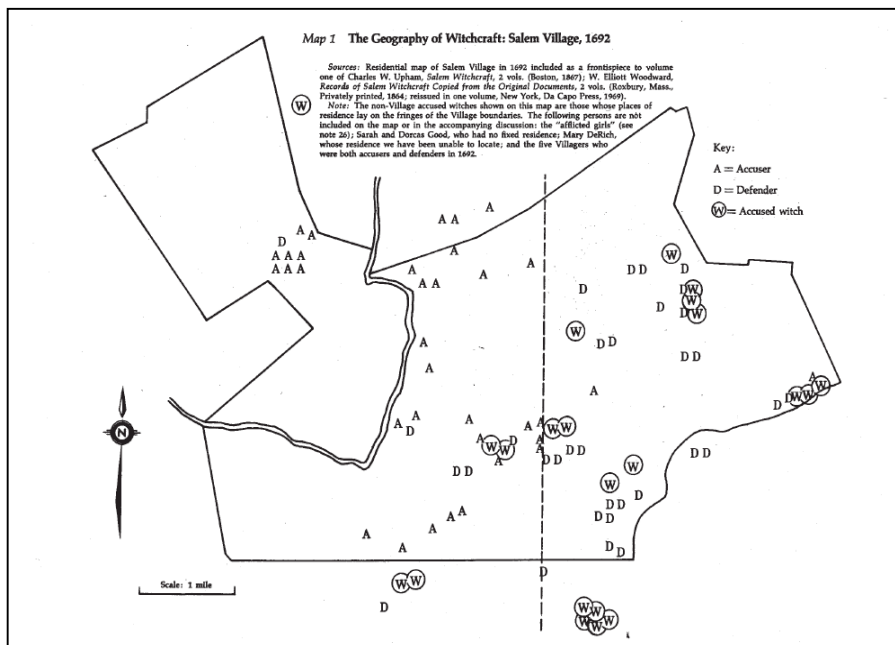 Map 1 The Geography of Witchcraft: Salem Village, 1692
Sources: Residential map of Salem Village in 1692 included as a frontispiece to volume
one of Charles W. Upham, Salem Witchcraft, 2 vols. (Boston, 1867); W. Elliott Woodward,
Records of Salem Witchcraft Copied from the Original Documents, 2 vols. (Roxbury, Mass.,
Privately printed, 1864; reissued in one volume, New York, Da Capo Press, 1969).
Note: The non-Village accused witches shown on this map are those whose places of
residence lay on the fringes of the Village boundaries. The following persons are not
included on the map or in the accompanying discussion: the "afflicted girls" (see
note 26); Sarah and Dorcas Good, who had no fixed residence; Mary DeRich,
whose residence we have been unable to locate; and the five Villagers who
were both accusers and defenders in 1692.
W
Key:
A = Accuser
D = Defender
W = Accused witch
A
A A
A A
D
A A A
A A A
A
W
A
A
D D
D
A
A A
D
D W
W
D
D W
W
A
D D
D D
A
A
W
A
D
D W W
D
A
A
A
D
A
A
W W
A
W W
D
A
A
A
D D
D D
D D
A
D D
W
W
D
D D
D D
A A
A
A
A
D D
N
Scale: 1 mile
W W
D
D
W W
W W W